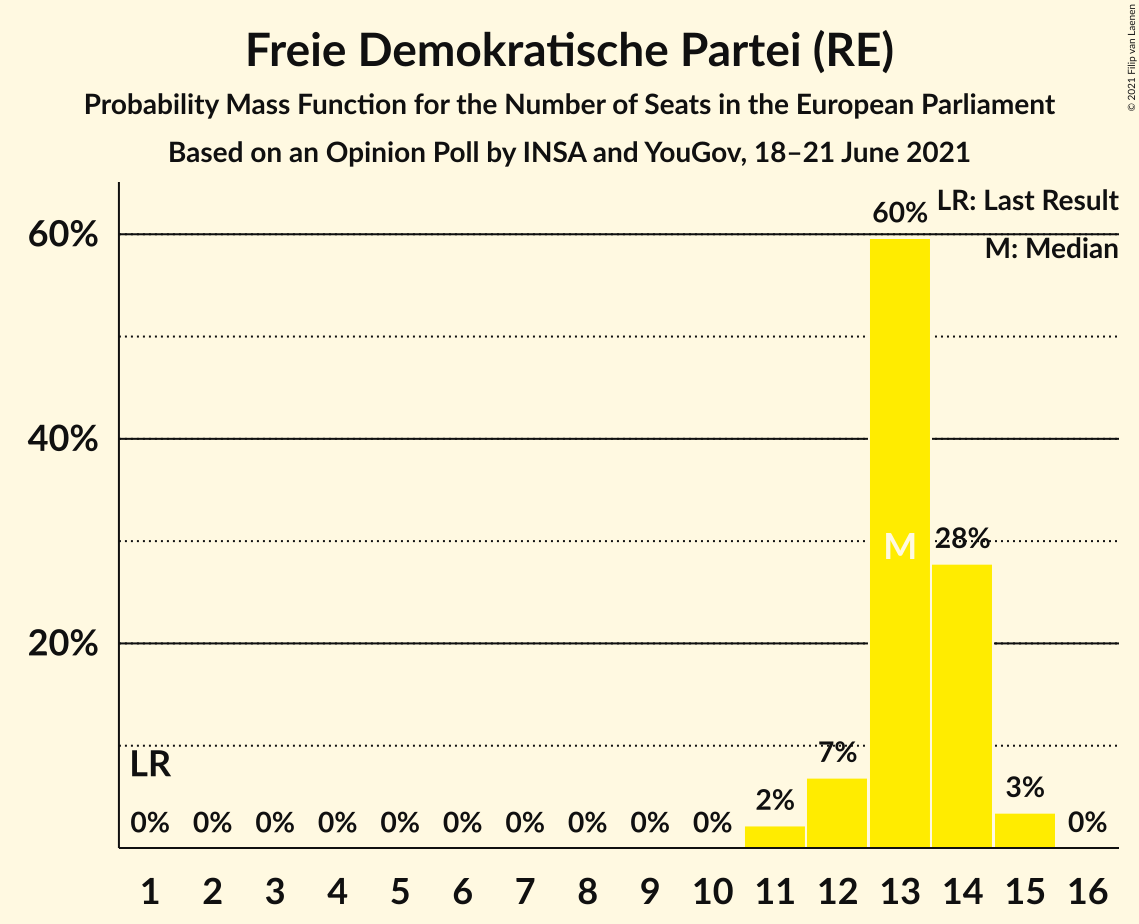 Freie Demokratische Partei (RE)
Probability Mass Function for the Number of Seats in the European Parliament
Based on an Opinion Poll by INSA and YouGov, 18–21 June 2021
© 2021 Filip van Laenen
LR: Last Result
M: Median
60%
40%
20%
60%
M
28%
LR
7%
2%
3%
0% 0% 0% 0% 0% 0% 0% 0% 0% 0% 0%
1 2 3 4 5 6 7 8 9 10 11 12 13 14 15 16